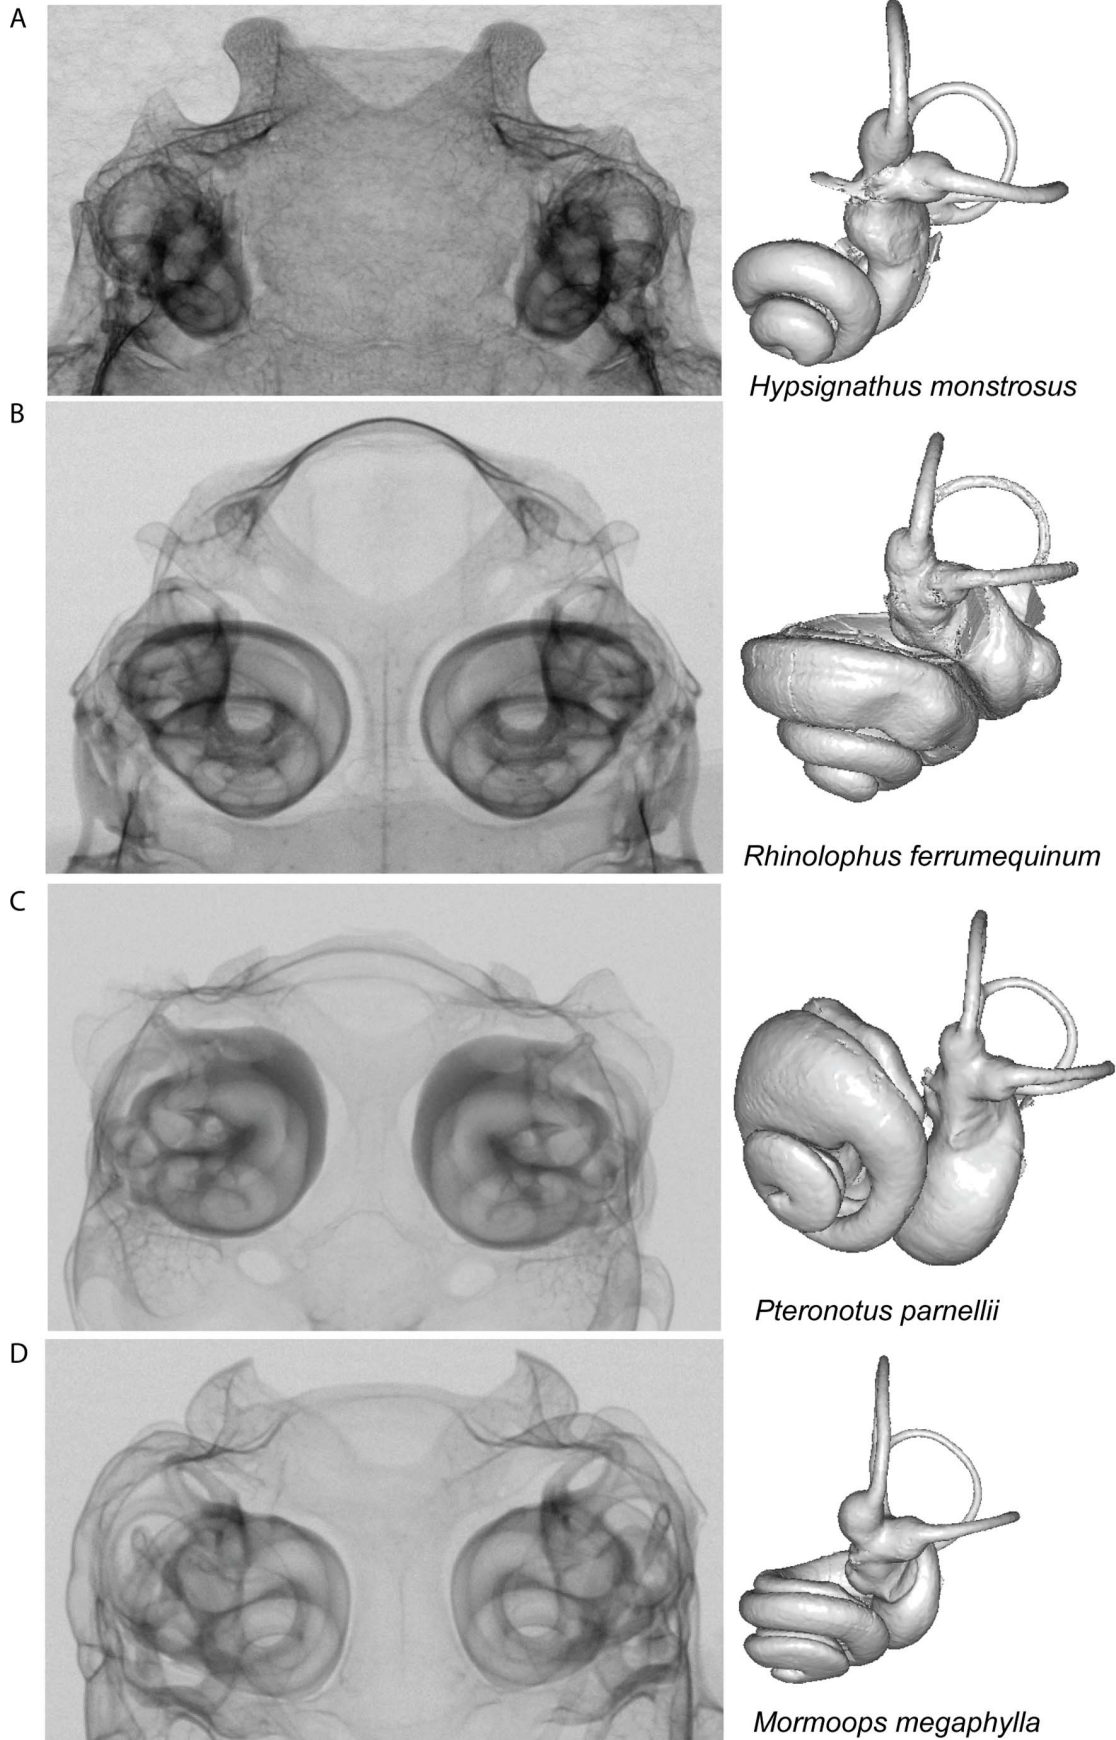 A
Hypsignathus monstrosus
B
Rhinolophus ferrumequinum
C
Pteronotus parnellii
D
Mormoops megaphylla